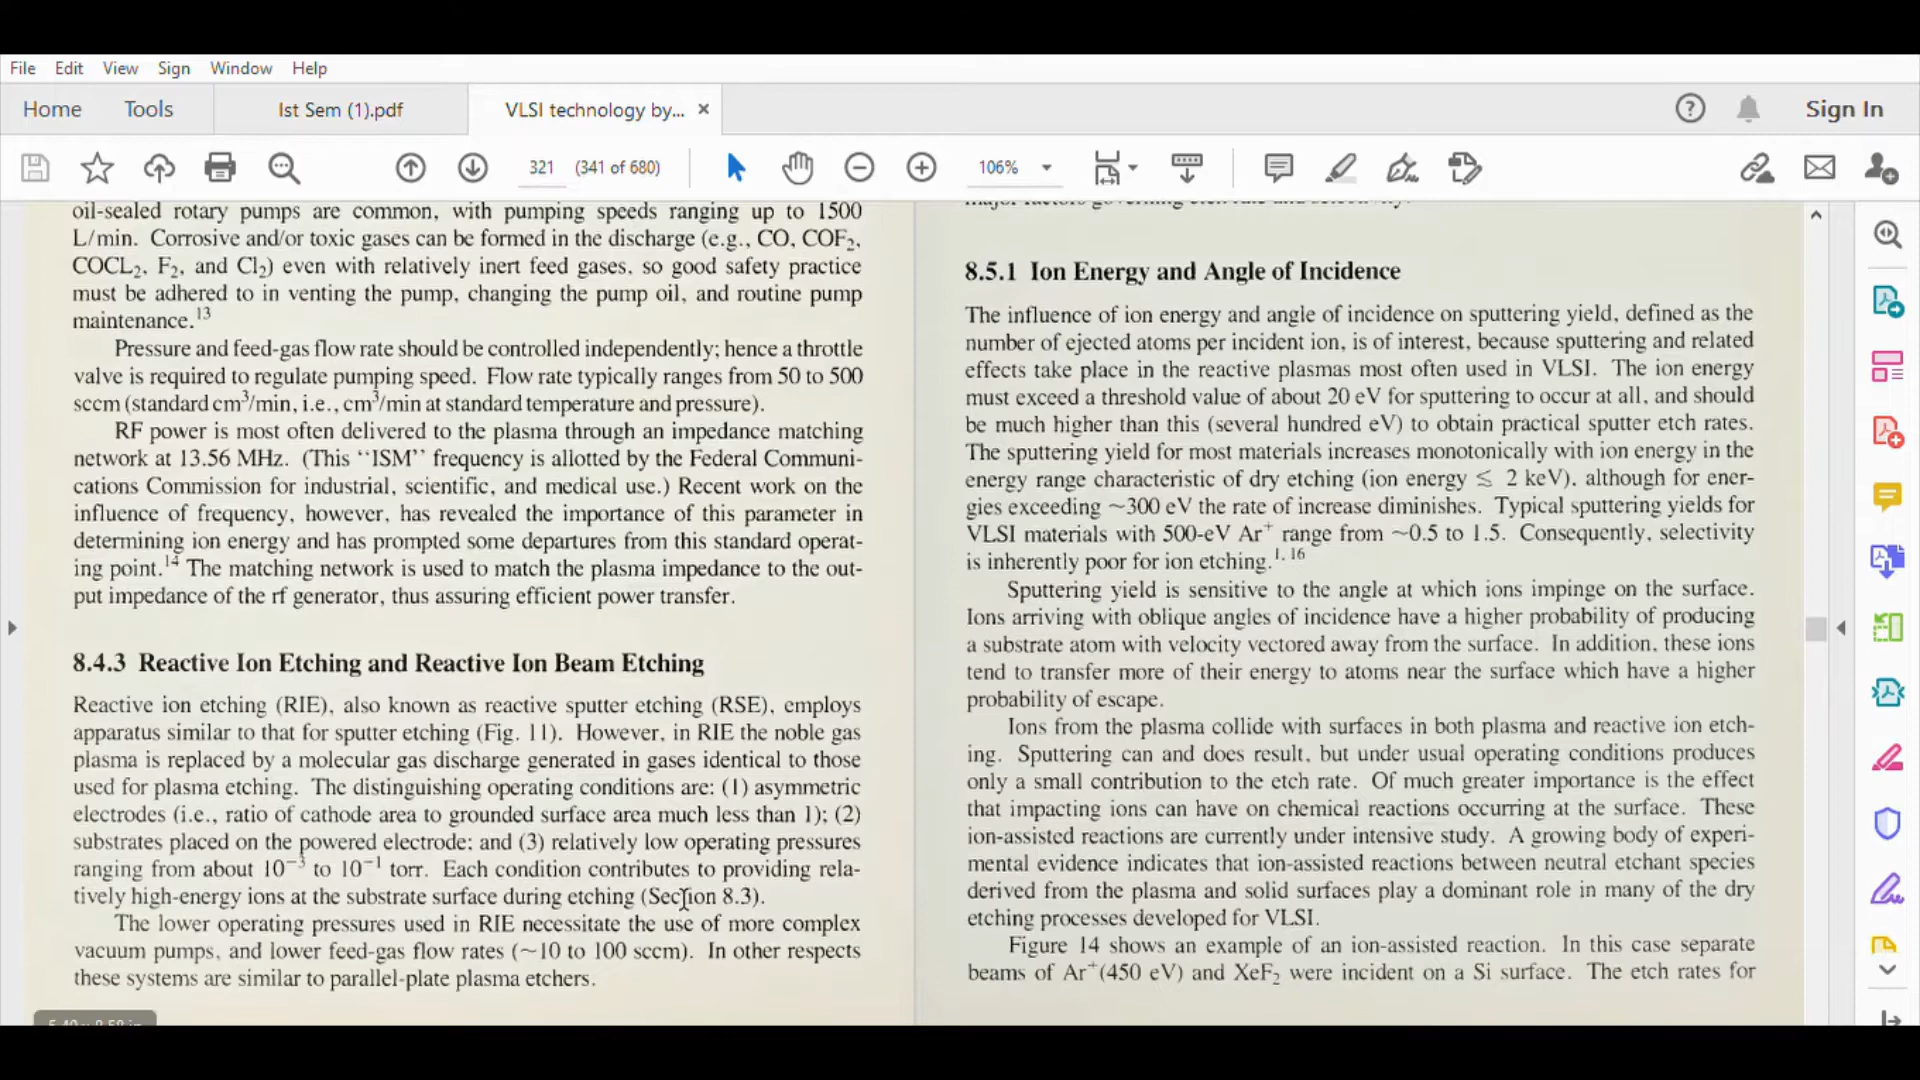 File Edit View Sign Window Help
Home Tools Ist Sem (1).pdf VLSI technology by... × Sign In
321 (341 of 680) 106%
oil-sealed rotary pumps are common, with pumping speeds ranging up to 1500
L/min. Corrosive and/or toxic gases can be formed in the discharge (e.g., CO, COF₂,
COCL₂, F₂, and Cl₂) even with relatively inert feed gases, so good safety practice
must be adhered to in venting the pump, changing the pump oil, and routine pump
maintenance.¹³
Pressure and feed-gas flow rate should be controlled independently; hence a throttle
valve is required to regulate pumping speed. Flow rate typically ranges from 50 to 500
sccm (standard cm³/min, i.e., cm³/min at standard temperature and pressure).
RF power is most often delivered to the plasma through an impedance matching
network at 13.56 MHz. (This “ISM” frequency is allotted by the Federal Communi-
cations Commission for industrial, scientific, and medical use.) Recent work on the
influence of frequency, however, has revealed the importance of this parameter in
determining ion energy and has prompted some departures from this standard operat-
ing point.¹⁴ The matching network is used to match the plasma impedance to the out-
put impedance of the rf generator, thus assuring efficient power transfer.
8.4.3 Reactive Ion Etching and Reactive Ion Beam Etching
Reactive ion etching (RIE), also known as reactive sputter etching (RSE), employs
apparatus similar to that for sputter etching (Fig. 11). However, in RIE the noble gas
plasma is replaced by a molecular gas discharge generated in gases identical to those
used for plasma etching. The distinguishing operating conditions are: (1) asymmetric
electrodes (i.e., ratio of cathode area to grounded surface area much less than 1); (2)
substrates placed on the powered electrode; and (3) relatively low operating pressures
ranging from about 10⁻³ to 10⁻¹ torr. Each condition contributes to providing rela-
tively high-energy ions at the substrate surface during etching (Section 8.3).
The lower operating pressures used in RIE necessitate the use of more complex
vacuum pumps, and lower feed-gas flow rates (~10 to 100 sccm). In other respects
these systems are similar to parallel-plate plasma etchers.
8.5.1 Ion Energy and Angle of Incidence
The influence of ion energy and angle of incidence on sputtering yield, defined as the
number of ejected atoms per incident ion, is of interest, because sputtering and related
effects take place in the reactive plasmas most often used in VLSI. The ion energy
must exceed a threshold value of about 20 eV for sputtering to occur at all, and should
be much higher than this (several hundred eV) to obtain practical sputter etch rates.
The sputtering yield for most materials increases monotonically with ion energy in the
energy range characteristic of dry etching (ion energy ≤ 2 keV), although for ener-
gies exceeding ~300 eV the rate of increase diminishes. Typical sputtering yields for
VLSI materials with 500-eV Ar⁺ range from ~0.5 to 1.5. Consequently, selectivity
is inherently poor for ion etching.¹, ¹⁶
Sputtering yield is sensitive to the angle at which ions impinge on the surface.
Ions arriving with oblique angles of incidence have a higher probability of producing
a substrate atom with velocity vectored away from the surface. In addition, these ions
tend to transfer more of their energy to atoms near the surface which have a higher
probability of escape.
Ions from the plasma collide with surfaces in both plasma and reactive ion etch-
ing. Sputtering can and does result, but under usual operating conditions produces
only a small contribution to the etch rate. Of much greater importance is the effect
that impacting ions can have on chemical reactions occurring at the surface. These
ion-assisted reactions are currently under intensive study. A growing body of experi-
mental evidence indicates that ion-assisted reactions between neutral etchant species
derived from the plasma and solid surfaces play a dominant role in many of the dry
etching processes developed for VLSI.
Figure 14 shows an example of an ion-assisted reaction. In this case separate
beams of Ar⁺(450 eV) and XeF₂ were incident on a Si surface. The etch rates for